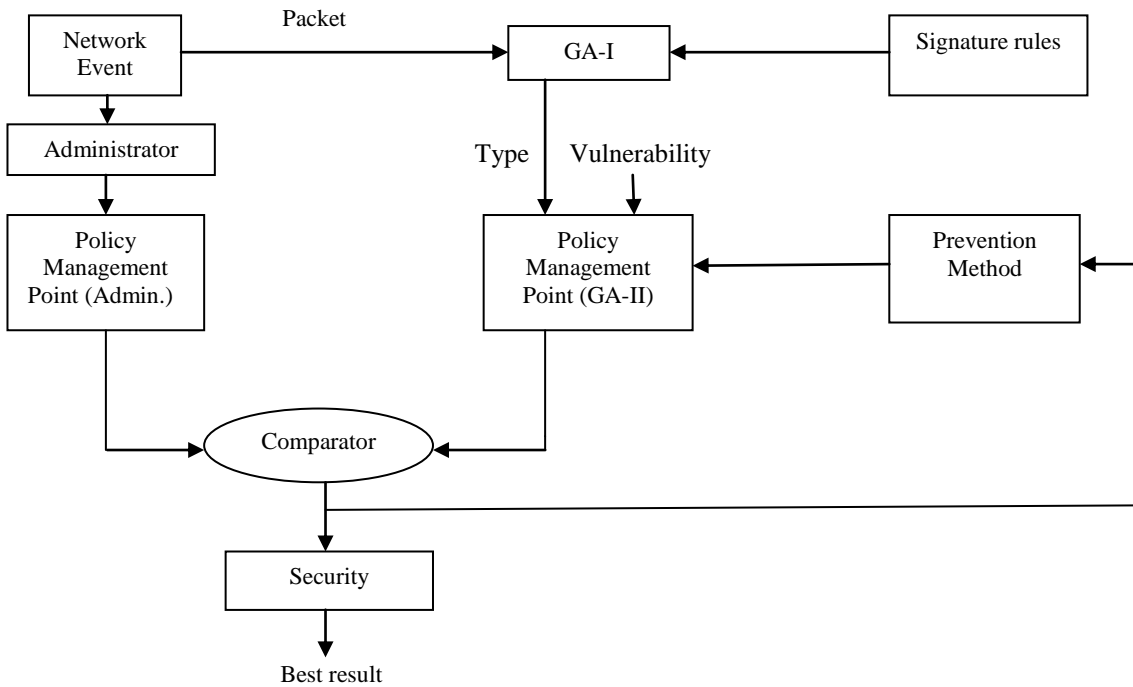 Packet
Network
Event
GA-I
Signature rules
Administrator
Type
Vulnerability
Policy
Management
Point (Admin.)
Policy
Management
Point (GA-II)
Prevention
Method
Comparator
Security
Best result